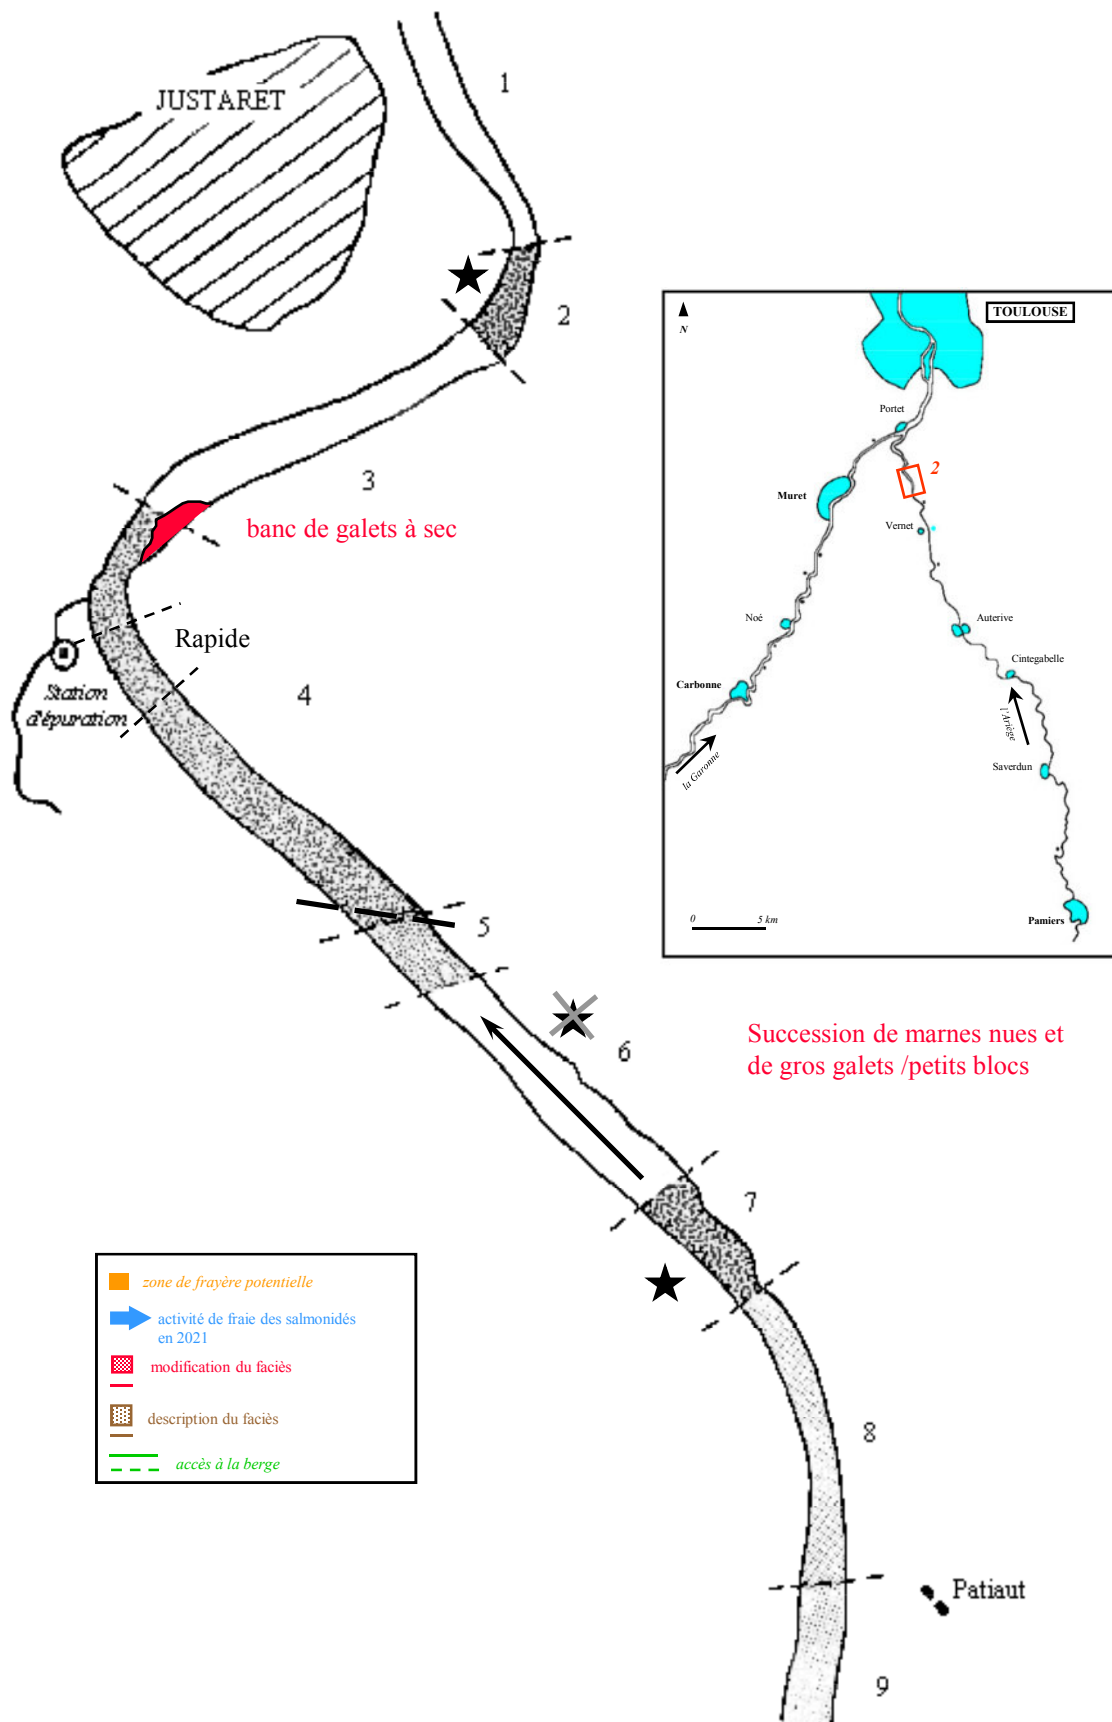 1
JUSTARET
2
3
banc de galets à sec
Rapide
4
Station
d'épuration
5
6
7
8
Patiaut
9
TOULOUSE
N
Portet
2
Muret
Vernet
Noé
Auterive
Cintegabelle
Carbonne
l'Ariège
la Garonne
Saverdun
0 5 km
Pamiers
Succession de marnes nues et
de gros galets /petits blocs
zone de frayère potentielle
activité de fraie des salmonidés
en 2021
modification du faciès
description du faciès
accès à la berge